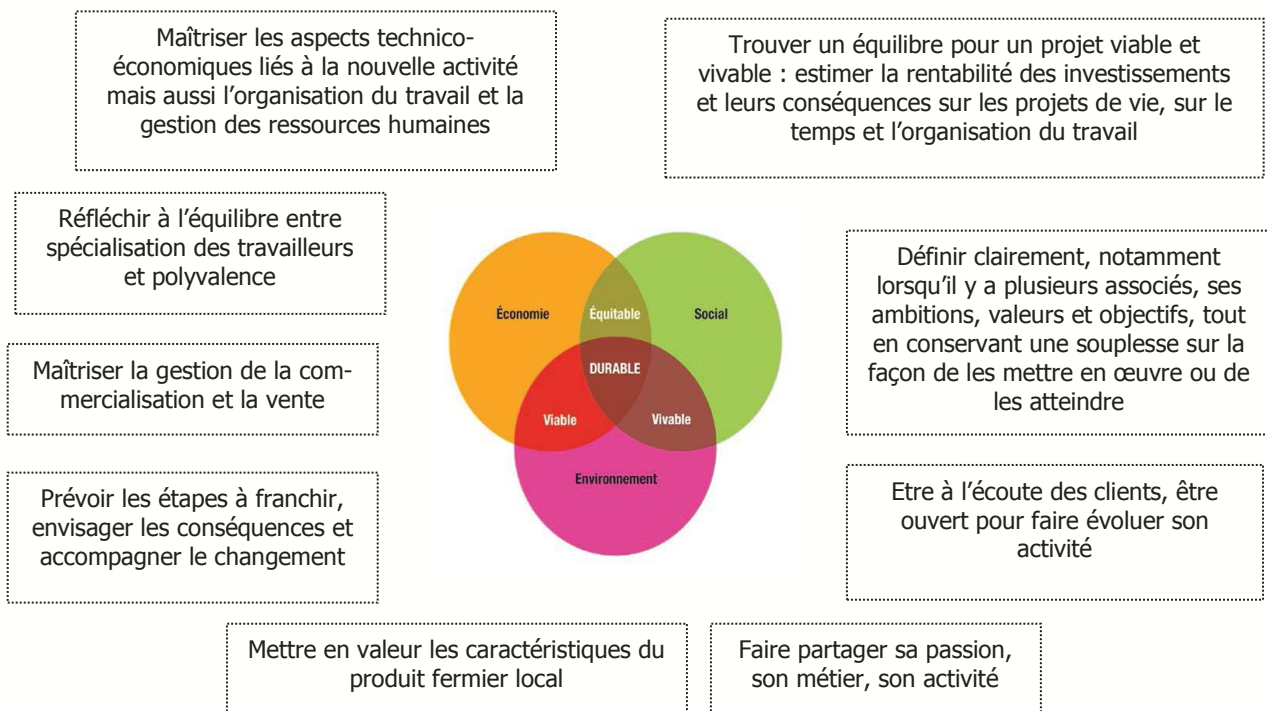 Maîtriser les aspects technico-
économiques liés à la nouvelle activité
mais aussi l’organisation du travail et la
gestion des ressources humaines
Trouver un équilibre pour un projet viable et
vivable : estimer la rentabilité des investissements
et leurs conséquences sur les projets de vie, sur le
temps et l’organisation du travail
Réfléchir à l’équilibre entre
spécialisation des travailleurs
et polyvalence
Définir clairement, notamment
lorsqu’il y a plusieurs associés, ses
ambitions, valeurs et objectifs, tout
en conservant une souplesse sur la
façon de les mettre en œuvre ou de
les atteindre
Économie
Équitable
Social
DURABLE
Viable
Vivable
Environnement
Maîtriser la gestion de la com-
mercialisation et la vente
Prévoir les étapes à franchir,
envisager les conséquences et
accompagner le changement
Etre à l’écoute des clients, être
ouvert pour faire évoluer son
activité
Mettre en valeur les caractéristiques du
produit fermier local
Faire partager sa passion,
son métier, son activité